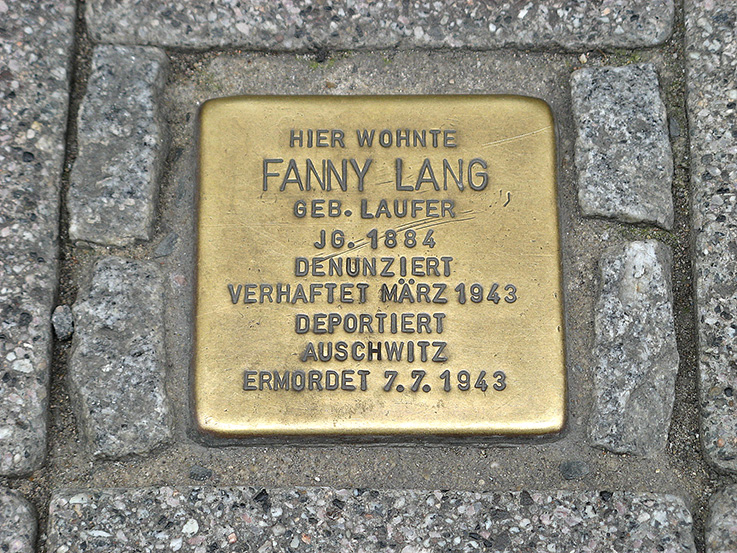 HIER WOHNTE
FANNY LANG
GEB. LAUFER
JG. 1884
DENUNZIERT
VERHAFTET MÄRZ 1943
DEPORTIERT
AUSCHWITZ
ERMORDET 7.7. 1943